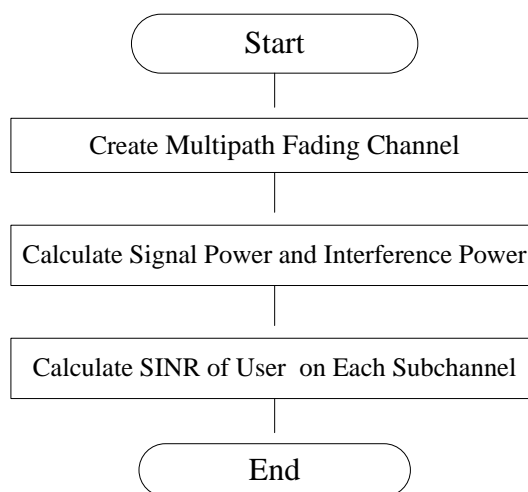 Start
Create Multipath Fading Channel
Calculate Signal Power and Interference Power
Calculate SINR of User on Each Subchannel
End